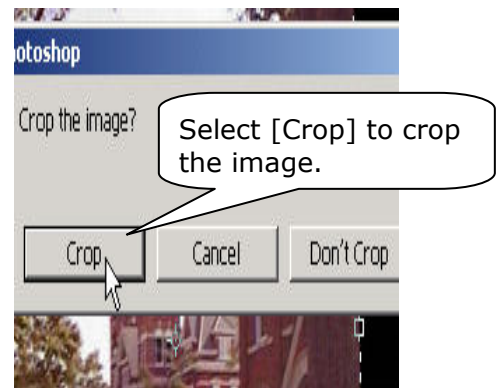 otoshop
Crop the image?
Select [Crop] to crop
the image.
Crop
Cancel
Don't Crop